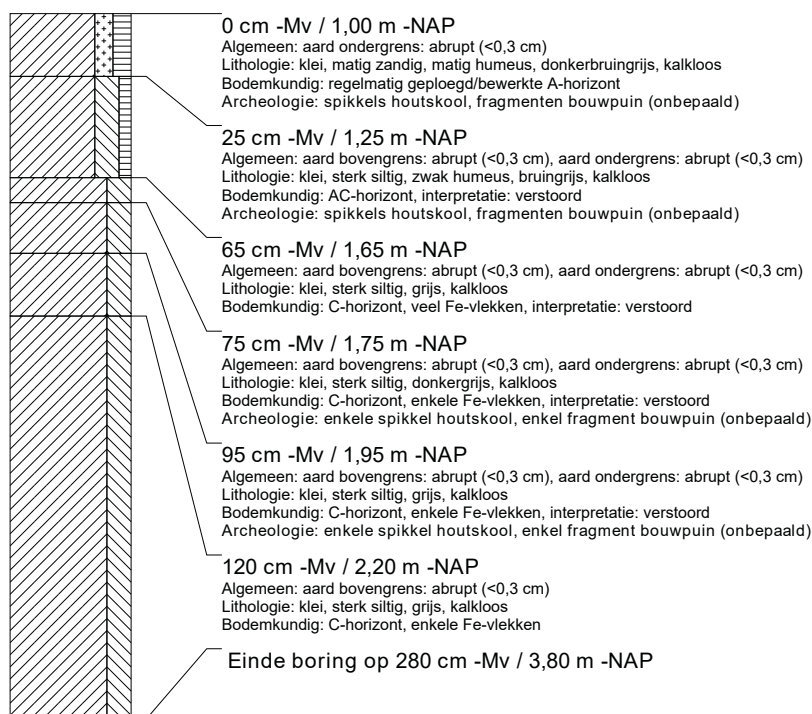 0 cm -Mv / 1,00 m -NAP
Algemeen: aard ondergrens: abrupt (<0,3 cm)
Lithologie: klei, matig zandig, matig humeus, donkerbruingrijs, kalkloos
Bodemkundig: regelmatig geploegd/bewerkte A-horizont
Archeologie: spikkels houtskool, fragmenten bouwpuin (onbepaald)
25 cm -Mv / 1,25 m -NAP
Algemeen: aard bovengrens: abrupt (<0,3 cm), aard ondergrens: abrupt (<0,3 cm)
Lithologie: klei, sterk siltig, zwak humeus, bruingrijs, kalkloos
Bodemkundig: AC-horizont, interpretatie: verstoord
Archeologie: spikkels houtskool, fragmenten bouwpuin (onbepaald)
65 cm -Mv / 1,65 m -NAP
Algemeen: aard bovengrens: abrupt (<0,3 cm), aard ondergrens: abrupt (<0,3 cm)
Lithologie: klei, sterk siltig, grijs, kalkloos
Bodemkundig: C-horizont, veel Fe-vlekken, interpretatie: verstoord
75 cm -Mv / 1,75 m -NAP
Algemeen: aard bovengrens: abrupt (<0,3 cm), aard ondergrens: abrupt (<0,3 cm)
Lithologie: klei, sterk siltig, donkergrijs, kalkloos
Bodemkundig: C-horizont, enkele Fe-vlekken, interpretatie: verstoord
Archeologie: enkele spikkel houtskool, enkel fragment bouwpuin (onbepaald)
95 cm -Mv / 1,95 m -NAP
Algemeen: aard bovengrens: abrupt (<0,3 cm), aard ondergrens: abrupt (<0,3 cm)
Lithologie: klei, sterk siltig, grijs, kalkloos
Bodemkundig: C-horizont, enkele Fe-vlekken, interpretatie: verstoord
Archeologie: enkele spikkel houtskool, enkel fragment bouwpuin (onbepaald)
120 cm -Mv / 2,20 m -NAP
Algemeen: aard bovengrens: abrupt (<0,3 cm)
Lithologie: klei, sterk siltig, grijs, kalkloos
Bodemkundig: C-horizont, enkele Fe-vlekken
Einde boring op 280 cm -Mv / 3,80 m -NAP